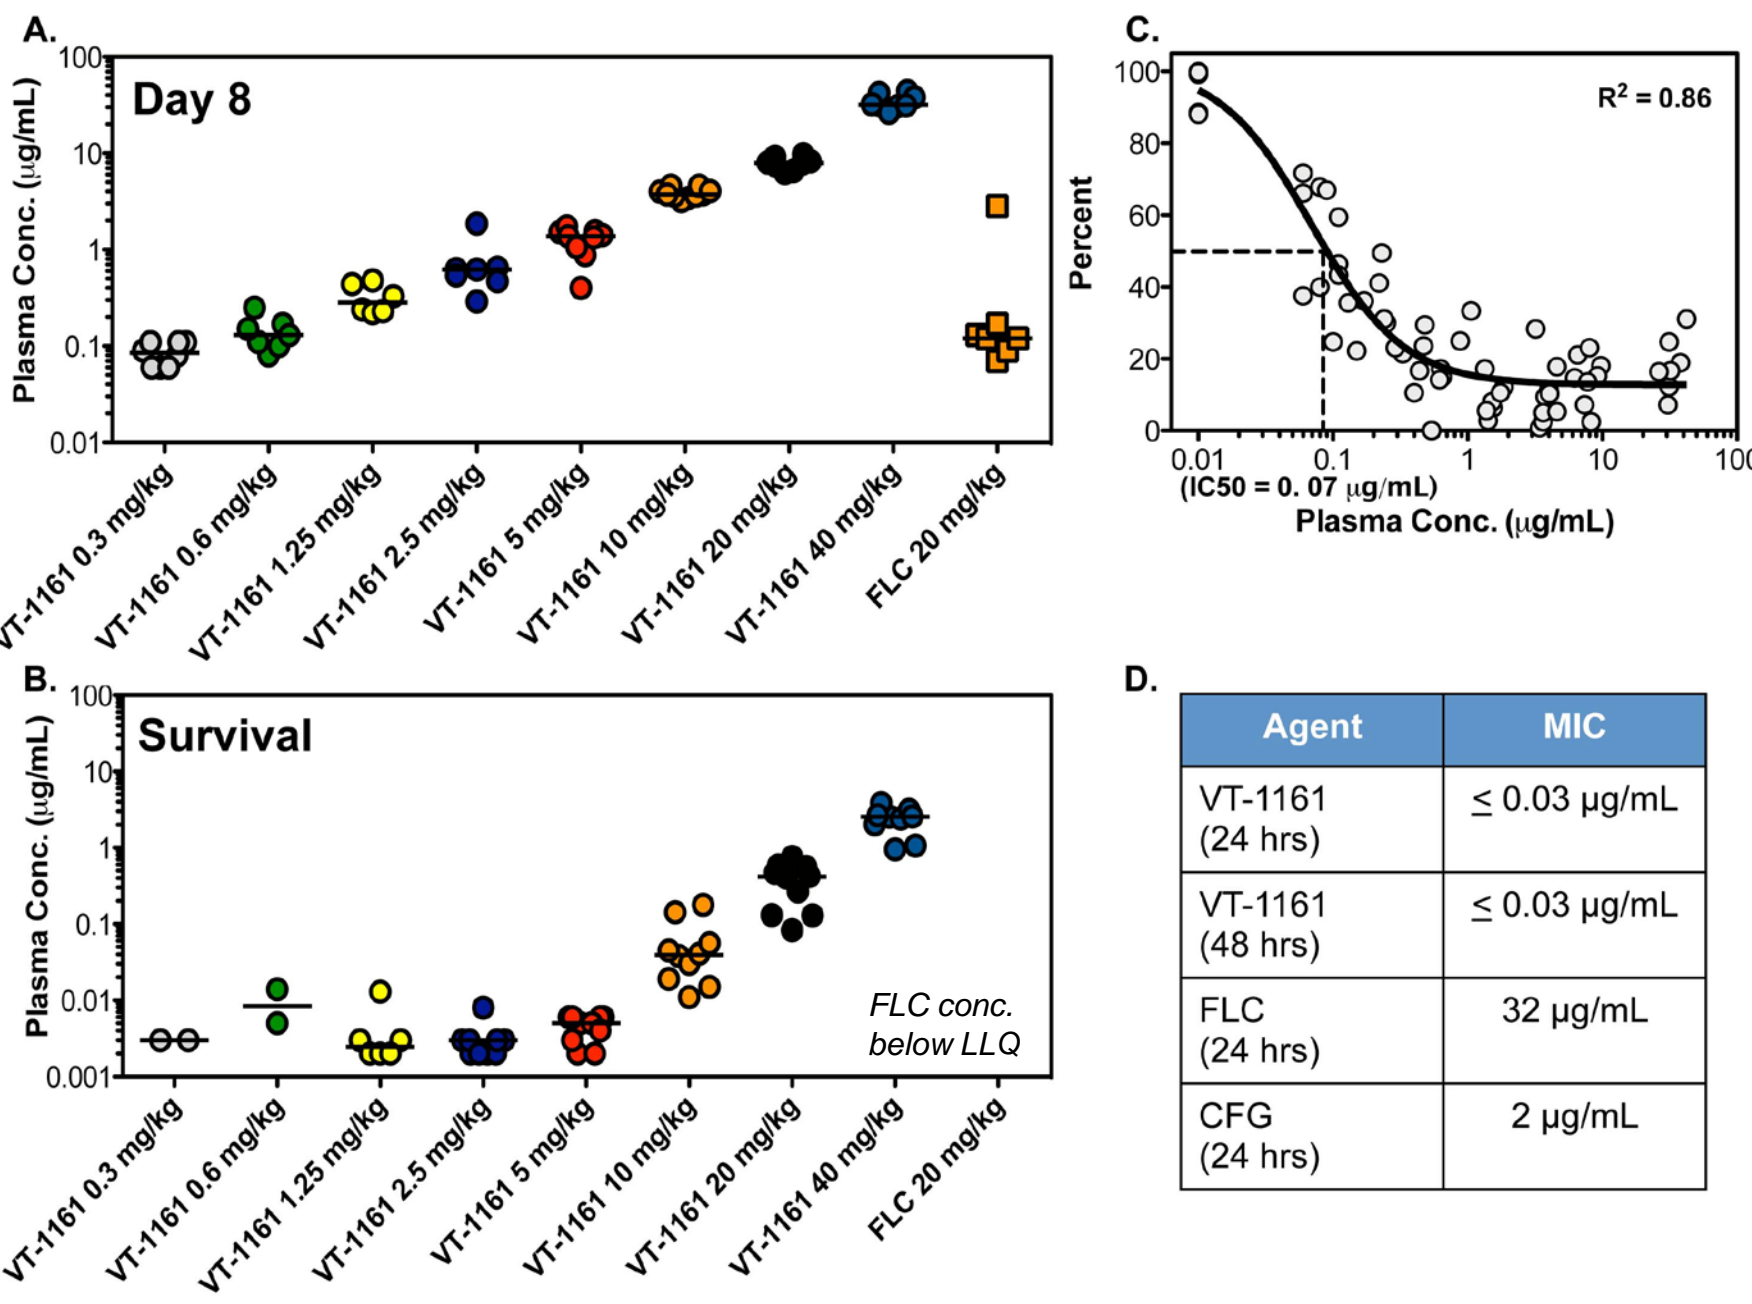 A.
Day 8
Plasma Conc. (µg/mL)
100
10
1
0.1
0.01
VT-1161 0.3 mg/kg
VT-1161 0.6 mg/kg
VT-1161 1.25 mg/kg
VT-1161 2.5 mg/kg
VT-1161 5 mg/kg
VT-1161 10 mg/kg
VT-1161 20 mg/kg
VT-1161 40 mg/kg
FLC 20 mg/kg
B.
Survival
Plasma Conc. (µg/mL)
100
10
1
0.1
0.01
0.001
FLC conc.
below LLQ
VT-1161 0.3 mg/kg
VT-1161 0.6 mg/kg
VT-1161 1.25 mg/kg
VT-1161 2.5 mg/kg
VT-1161 5 mg/kg
VT-1161 10 mg/kg
VT-1161 20 mg/kg
VT-1161 40 mg/kg
FLC 20 mg/kg
C.
R² = 0.86
Percent
100
80
60
40
20
0
0.01 0.1 1 10 100
(IC50 = 0. 07 µg/mL)
Plasma Conc. (µg/mL)
D.
Agent MIC
VT-1161 ≤ 0.03 µg/mL
(24 hrs)
VT-1161 ≤ 0.03 µg/mL
(48 hrs)
FLC 32 µg/mL
(24 hrs)
CFG 2 µg/mL
(24 hrs)